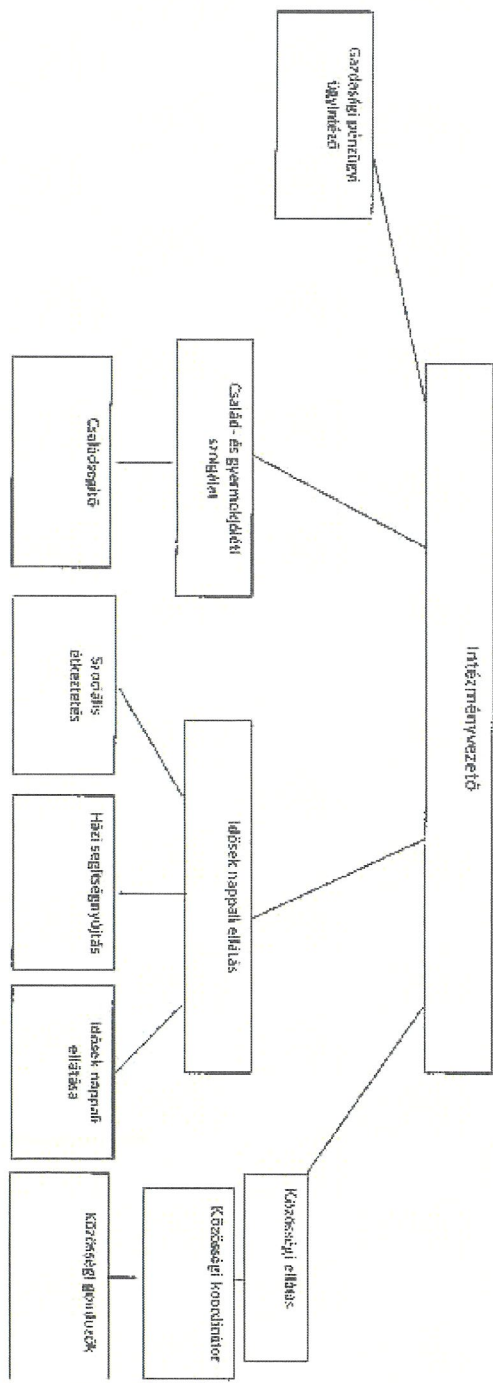 Intézményvezető
Gazdasági pénzügyi
ügyintéző
Család- és gyermekjóléti
szolgálat
Idősek nappali ellátás
Közösségi ellátás
Közösségi koordinátor
Családsegítő
Szociális
étkeztetés
Házi segítségnyújtás
Idősek nappali
ellátása
Közösségi gondozók